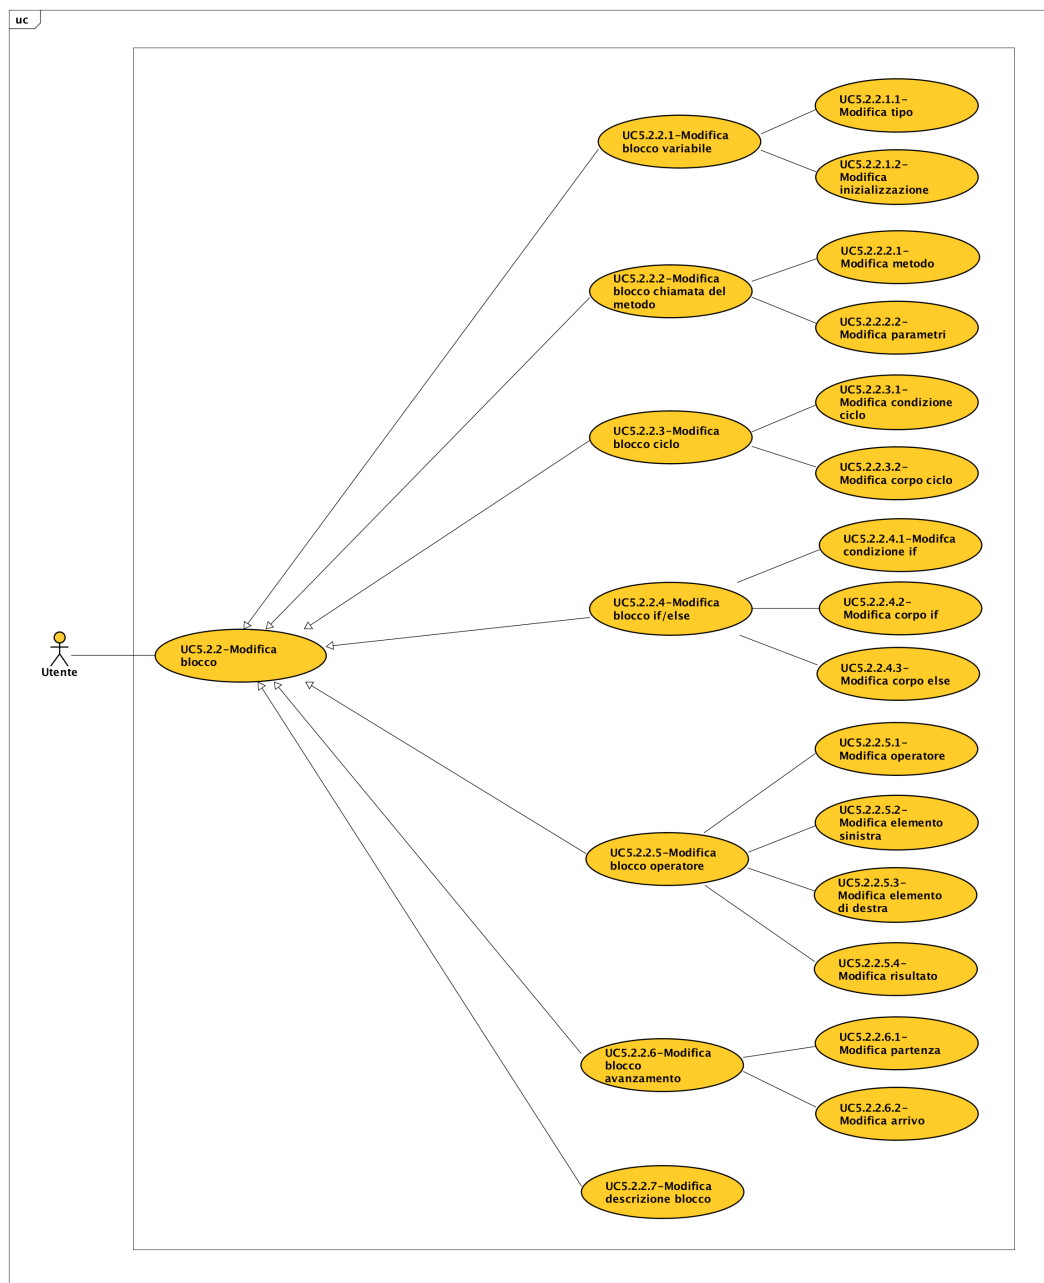 uc
UC5.2.2.1-Modifica
blocco variabile
UC5.2.2.1.1-
Modifica tipo
UC5.2.2.1.2-
Modifica
inizializzazione
UC5.2.2.2-Modifica
blocco chiamata del
metodo
UC5.2.2.2.1-
Modifica metodo
UC5.2.2.2.2-
Modifica parametri
UC5.2.2.3-Modifica
blocco ciclo
UC5.2.2.3.1-
Modifica condizione
ciclo
UC5.2.2.3.2-
Modifica corpo ciclo
UC5.2.2.4-Modifica
blocco if/else
UC5.2.2.4.1-Modifca
condizione if
UC5.2.2.4.2-
Modifica corpo if
UC5.2.2.4.3-
Modifica corpo else
Utente
UC5.2.2-Modifica
blocco
UC5.2.2.5-Modifica
blocco operatore
UC5.2.2.5.1-
Modifica operatore
UC5.2.2.5.2-
Modifica elemento
sinistra
UC5.2.2.5.3-
Modifica elemento
di destra
UC5.2.2.5.4-
Modifica risultato
UC5.2.2.6-Modifica
blocco
avanzamento
UC5.2.2.6.1-
Modifica partenza
UC5.2.2.6.2-
Modifica arrivo
UC5.2.2.7-Modifica
descrizione blocco